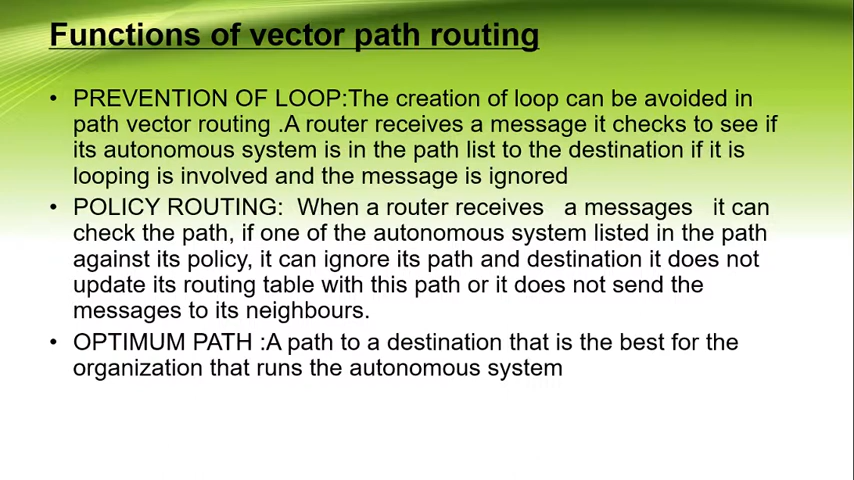 Functions of vector path routing
• PREVENTION OF LOOP:The creation of loop can be avoided in
path vector routing .A router receives a message it checks to see if
its autonomous system is in the path list to the destination if it is
looping is involved and the message is ignored
• POLICY ROUTING: When a router receives a messages it can
check the path, if one of the autonomous system listed in the path
against its policy, it can ignore its path and destination it does not
update its routing table with this path or it does not send the
messages to its neighbours.
• OPTIMUM PATH :A path to a destination that is the best for the
organization that runs the autonomous system